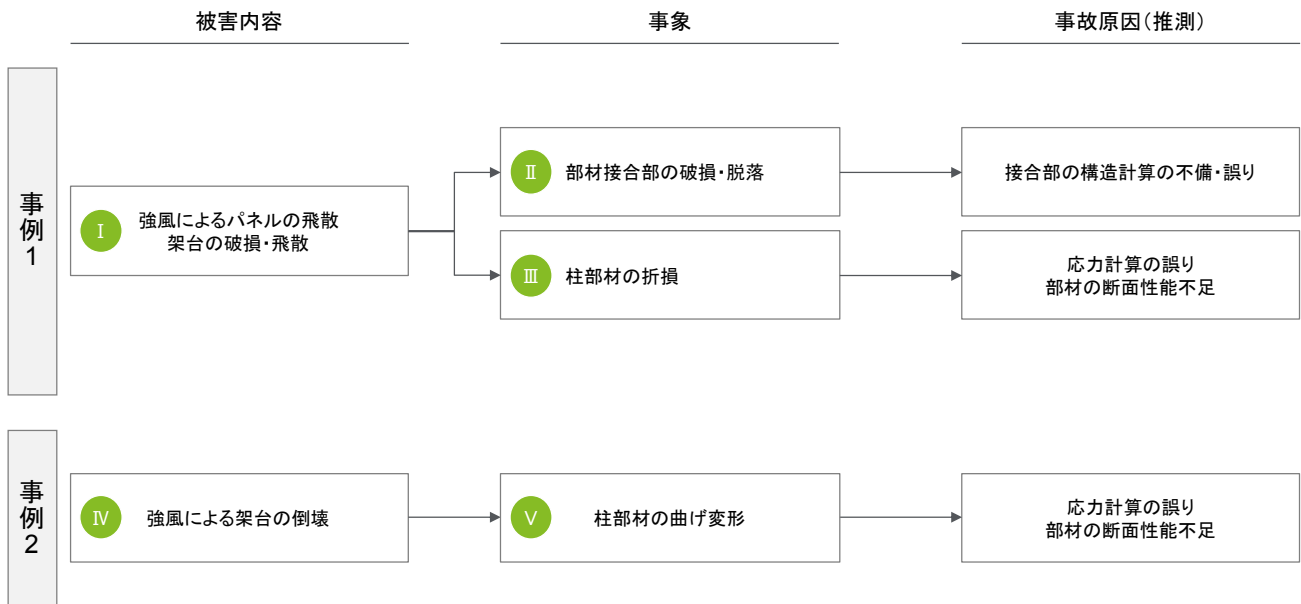 被害内容
事象
事故原因（推測）
事例1
Ⅰ
強風によるパネルの飛散
架台の破損・飛散
Ⅱ
部材接合部の破損・脱落
接合部の構造計算の不備・誤り
Ⅲ
柱部材の折損
応力計算の誤り
部材の断面性能不足
事例2
Ⅳ
強風による架台の倒壊
Ⅴ
柱部材の曲げ変形
応力計算の誤り
部材の断面性能不足